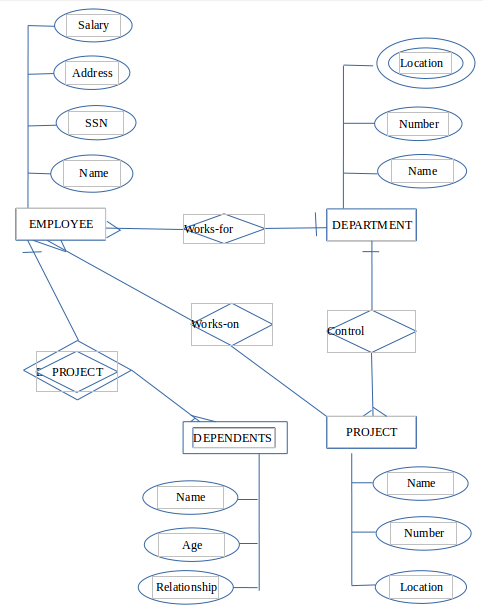 Salary
Location
Address
SSN
Number
Name
Name
EMPLOYEE
Works-for
DEPARTMENT
Works-on
Control
PROJECT
DEPENDENTS
PROJECT
Name
Name
Number
Age
Relationship
Location